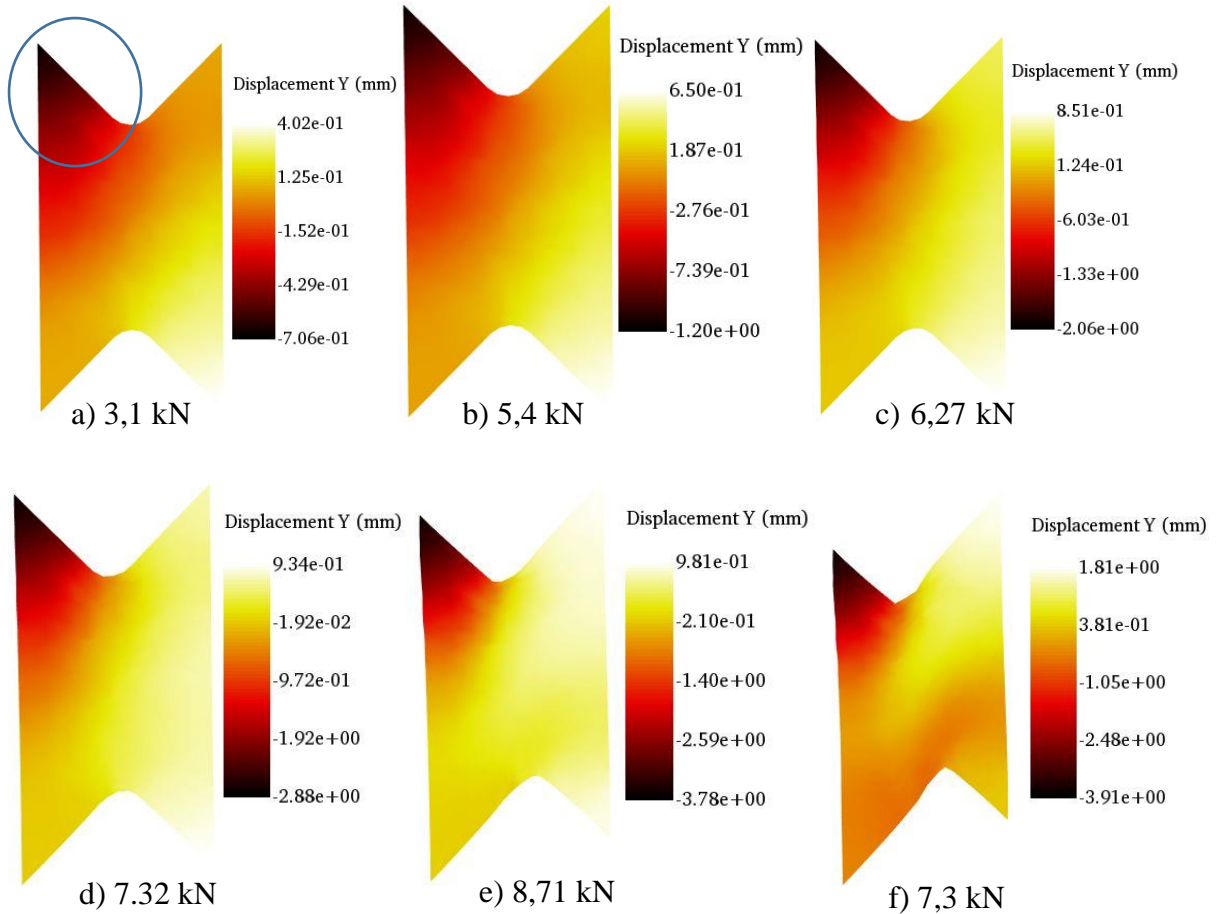 Displacement Y (mm)
4.02e-01
1.25e-01
-1.52e-01
-4.29e-01
-7.06e-01
a) 3,1 kN
Displacement Y (mm)
6.50e-01
1.87e-01
-2.76e-01
-7.39e-01
-1.20e+00
b) 5,4 kN
Displacement Y (mm)
8.51e-01
1.24e-01
-6.03e-01
-1.33e+00
-2.06e+00
c) 6,27 kN
Displacement Y (mm)
9.34e-01
-1.92e-02
-9.72e-01
-1.92e+00
-2.88e+00
d) 7.32 kN
Displacement Y (mm)
9.81e-01
-2.10e-01
-1.40e+00
-2.59e+00
-3.78e+00
e) 8,71 kN
Displacement Y (mm)
1.81e+00
3.81e-01
-1.05e+00
-2.48e+00
-3.91e+00
f) 7,3 kN